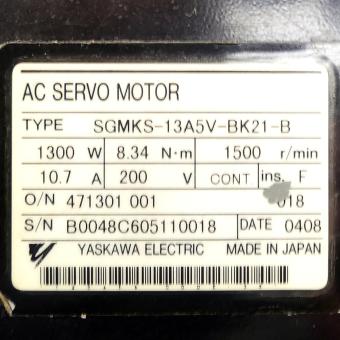 AC SERVO MOTOR
TYPE SGMKS-13A5V-BK21-B
1300 W 8.34 N·m 1500 r/min
10.7 A 200 V CONT ins. F
O/N 471301 001 018
S/N B0048C605110018 DATE 0408
YASKAWA ELECTRIC MADE IN JAPAN